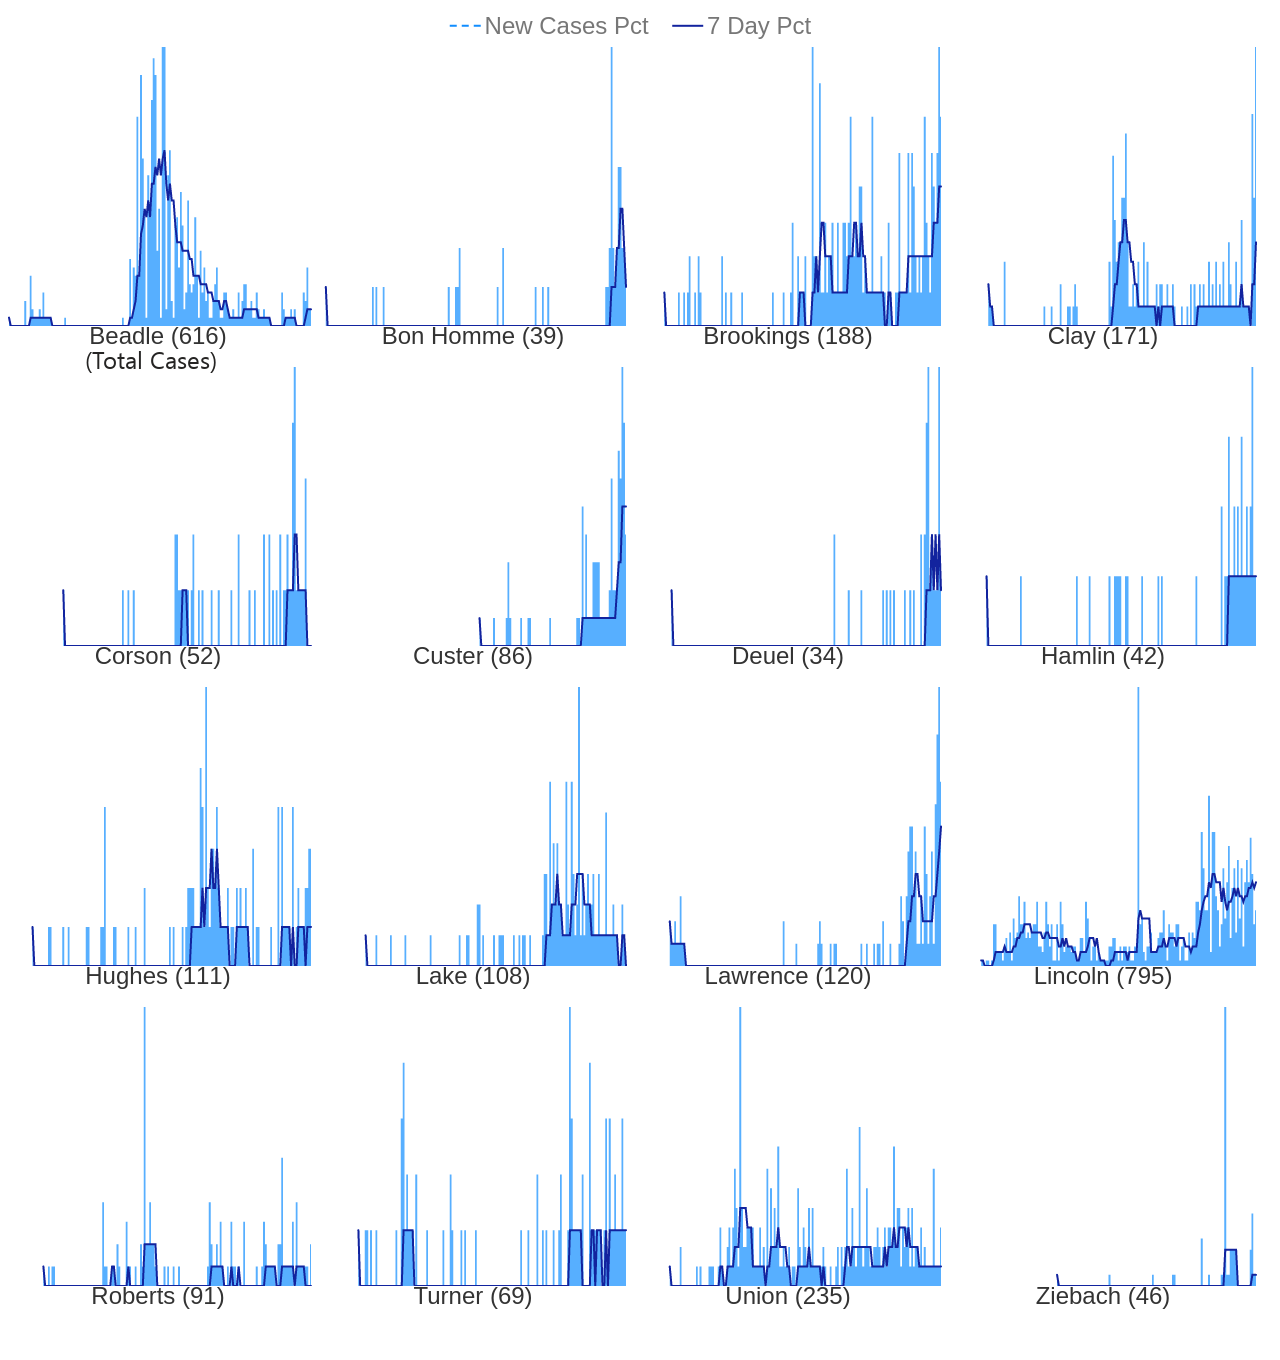 New Cases Pct 7 Day Pct
Beadle (616) Bon Homme (39) Brookings (188) Clay (171)
(Total Cases)
Corson (52) Custer (86) Deuel (34) Hamlin (42)
Hughes (111) Lake (108) Lawrence (120) Lincoln (795)
Roberts (91) Turner (69) Union (235) Ziebach (46)